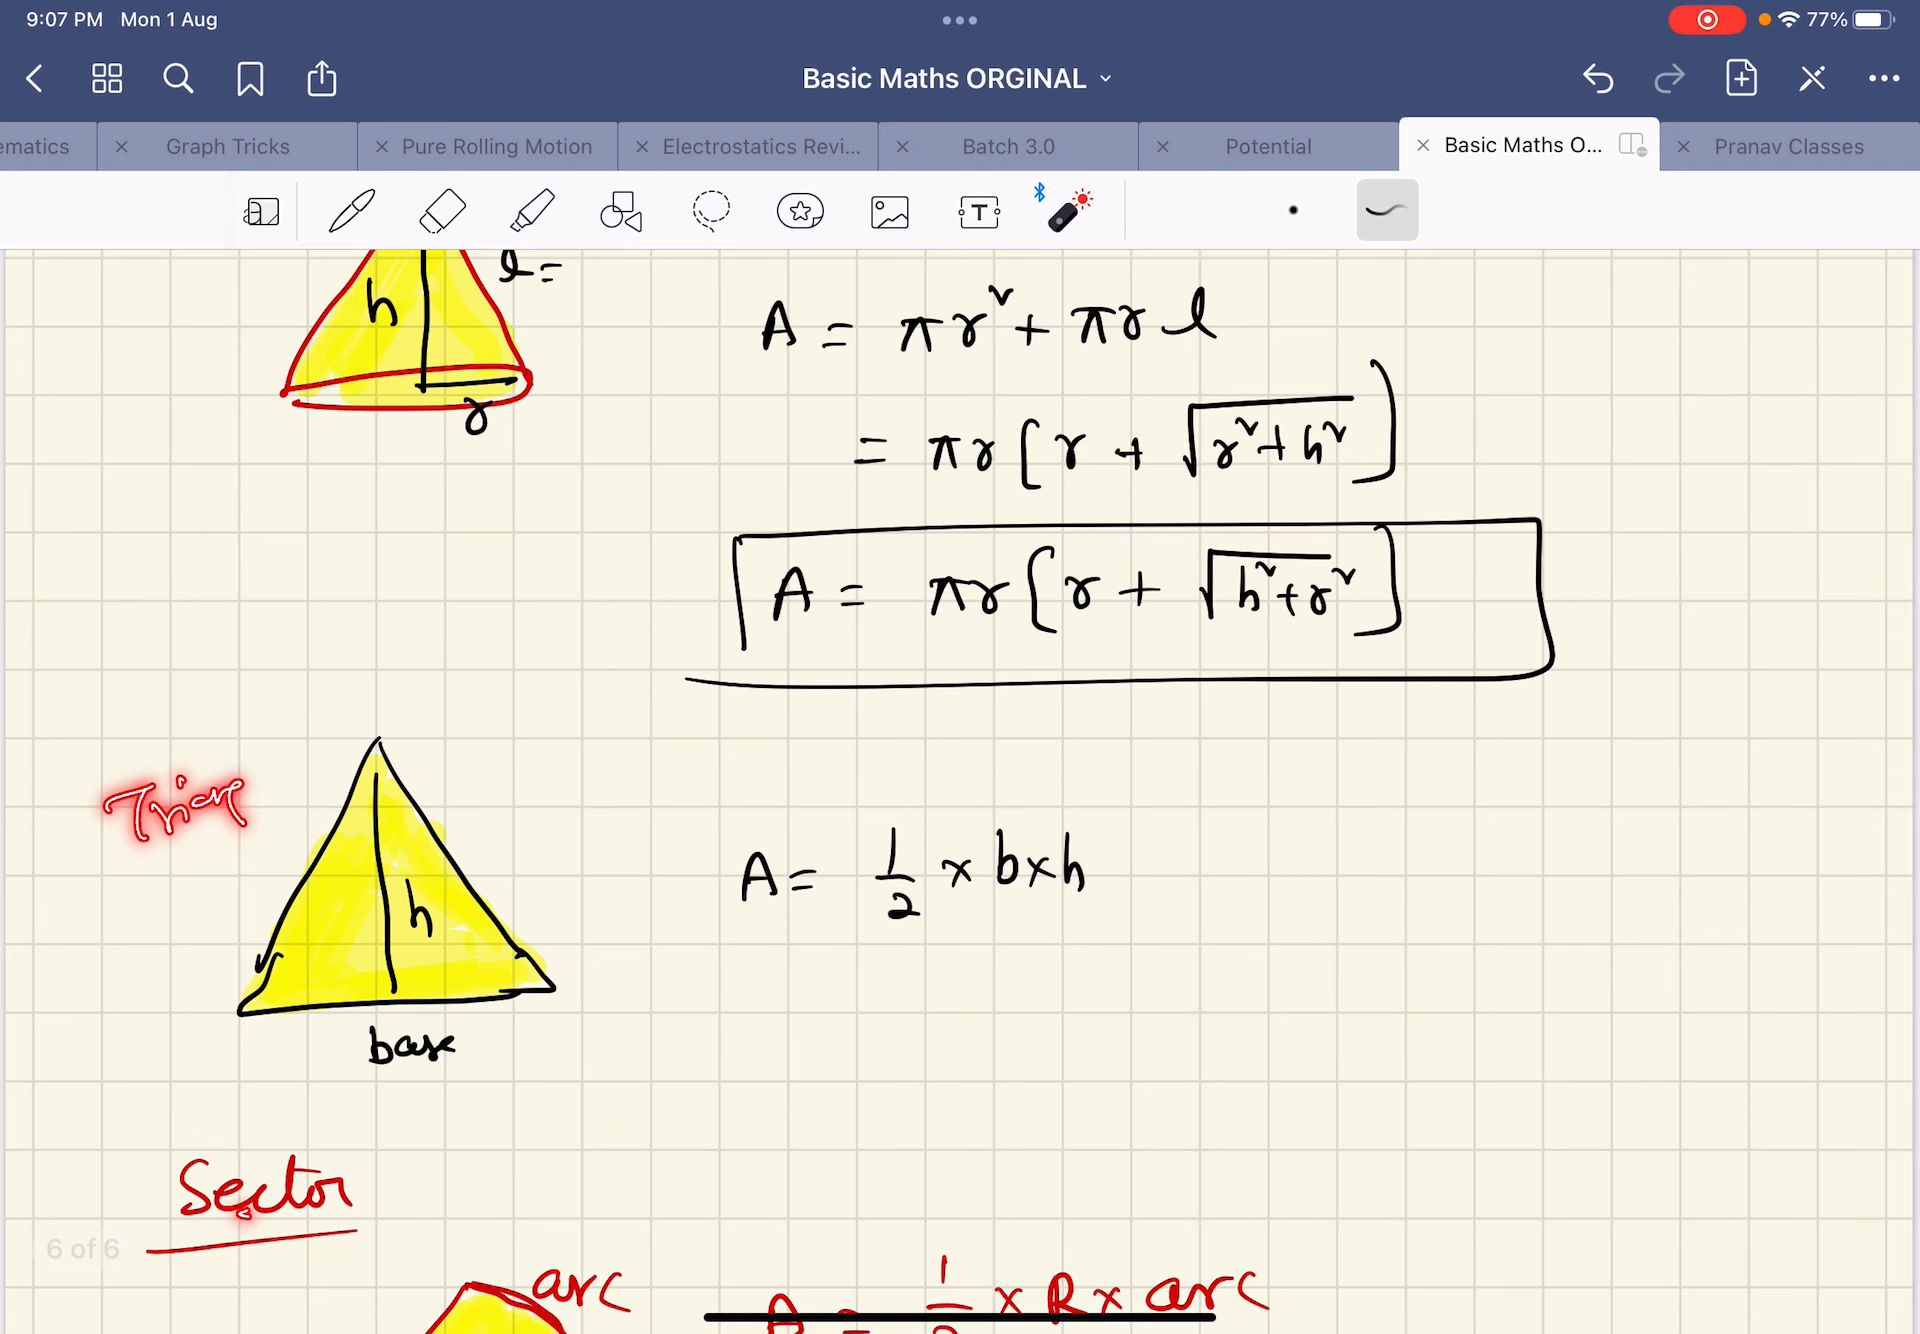 9:07 PM Mon 1 Aug
77%
Basic Maths ORGINAL
ematics
Graph Tricks
Pure Rolling Motion
Electrostatics Revi...
Batch 3.0
Potential
Basic Maths O...
Pranav Classes
T
h
l =
r
A = πr² + πr l
= πr [r + √r²+h²]
A = πr [r + √h²+r²]
h
base
A = 1/2 × b × h
Sector
6 of 6
arc
A = 1/2 × R × arc